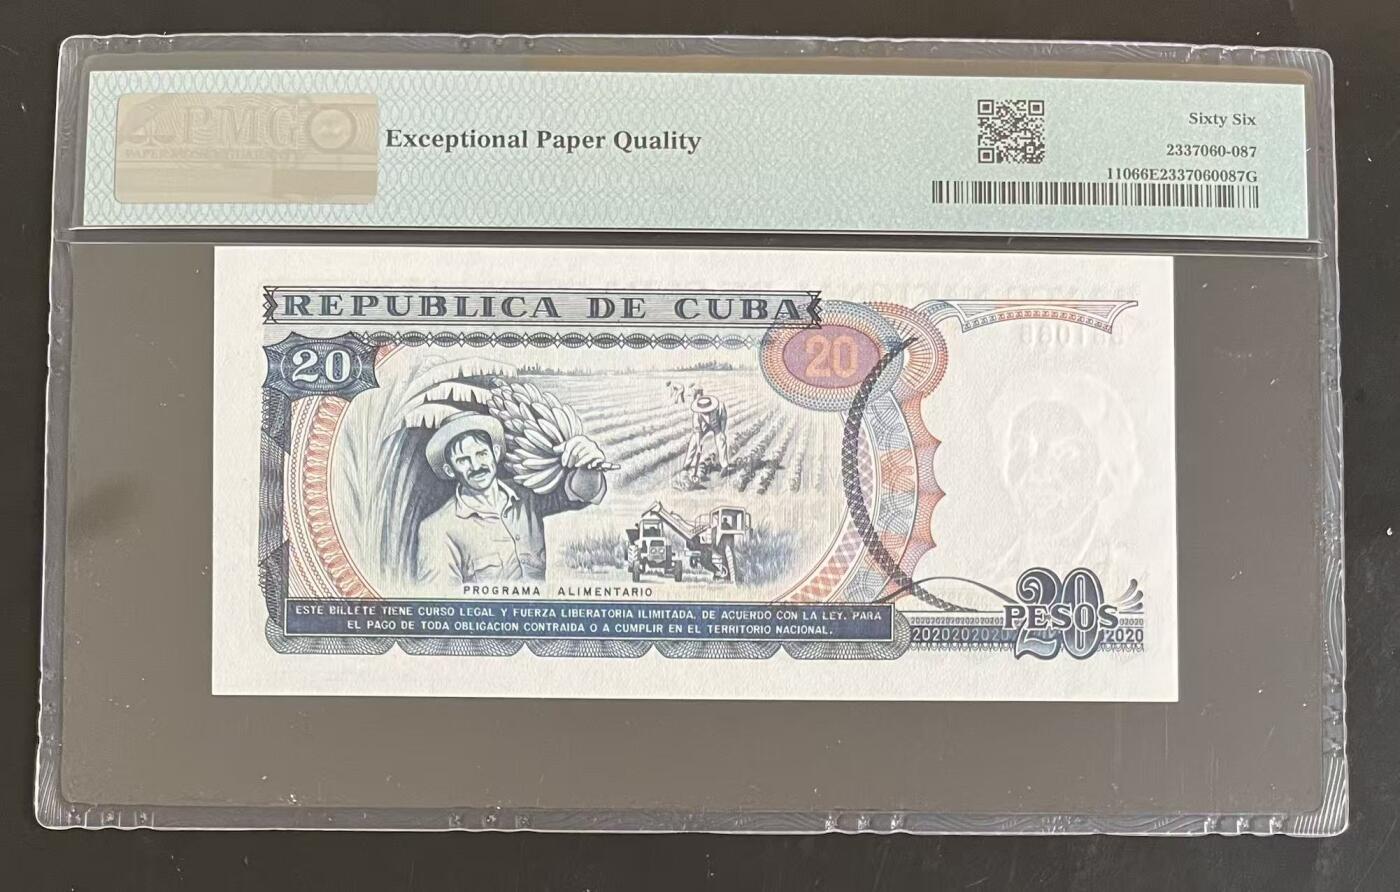 PMG
Exceptional Paper Quality
Sixty Six
2337060-087
11066E2337060087G
REPUBLICA DE CUBA
20
20
PROGRAMA ALIMENTARIO
ESTE BILLETE TIENE CURSO LEGAL Y FUERZA LIBERATORIA ILIMITADA, DE ACUERDO CON LA LEY, PARA
EL PAGO DE TODA OBLIGACION CONTRAIDA O A CUMPLIR EN EL TERRITORIO NACIONAL.
20
PESOS